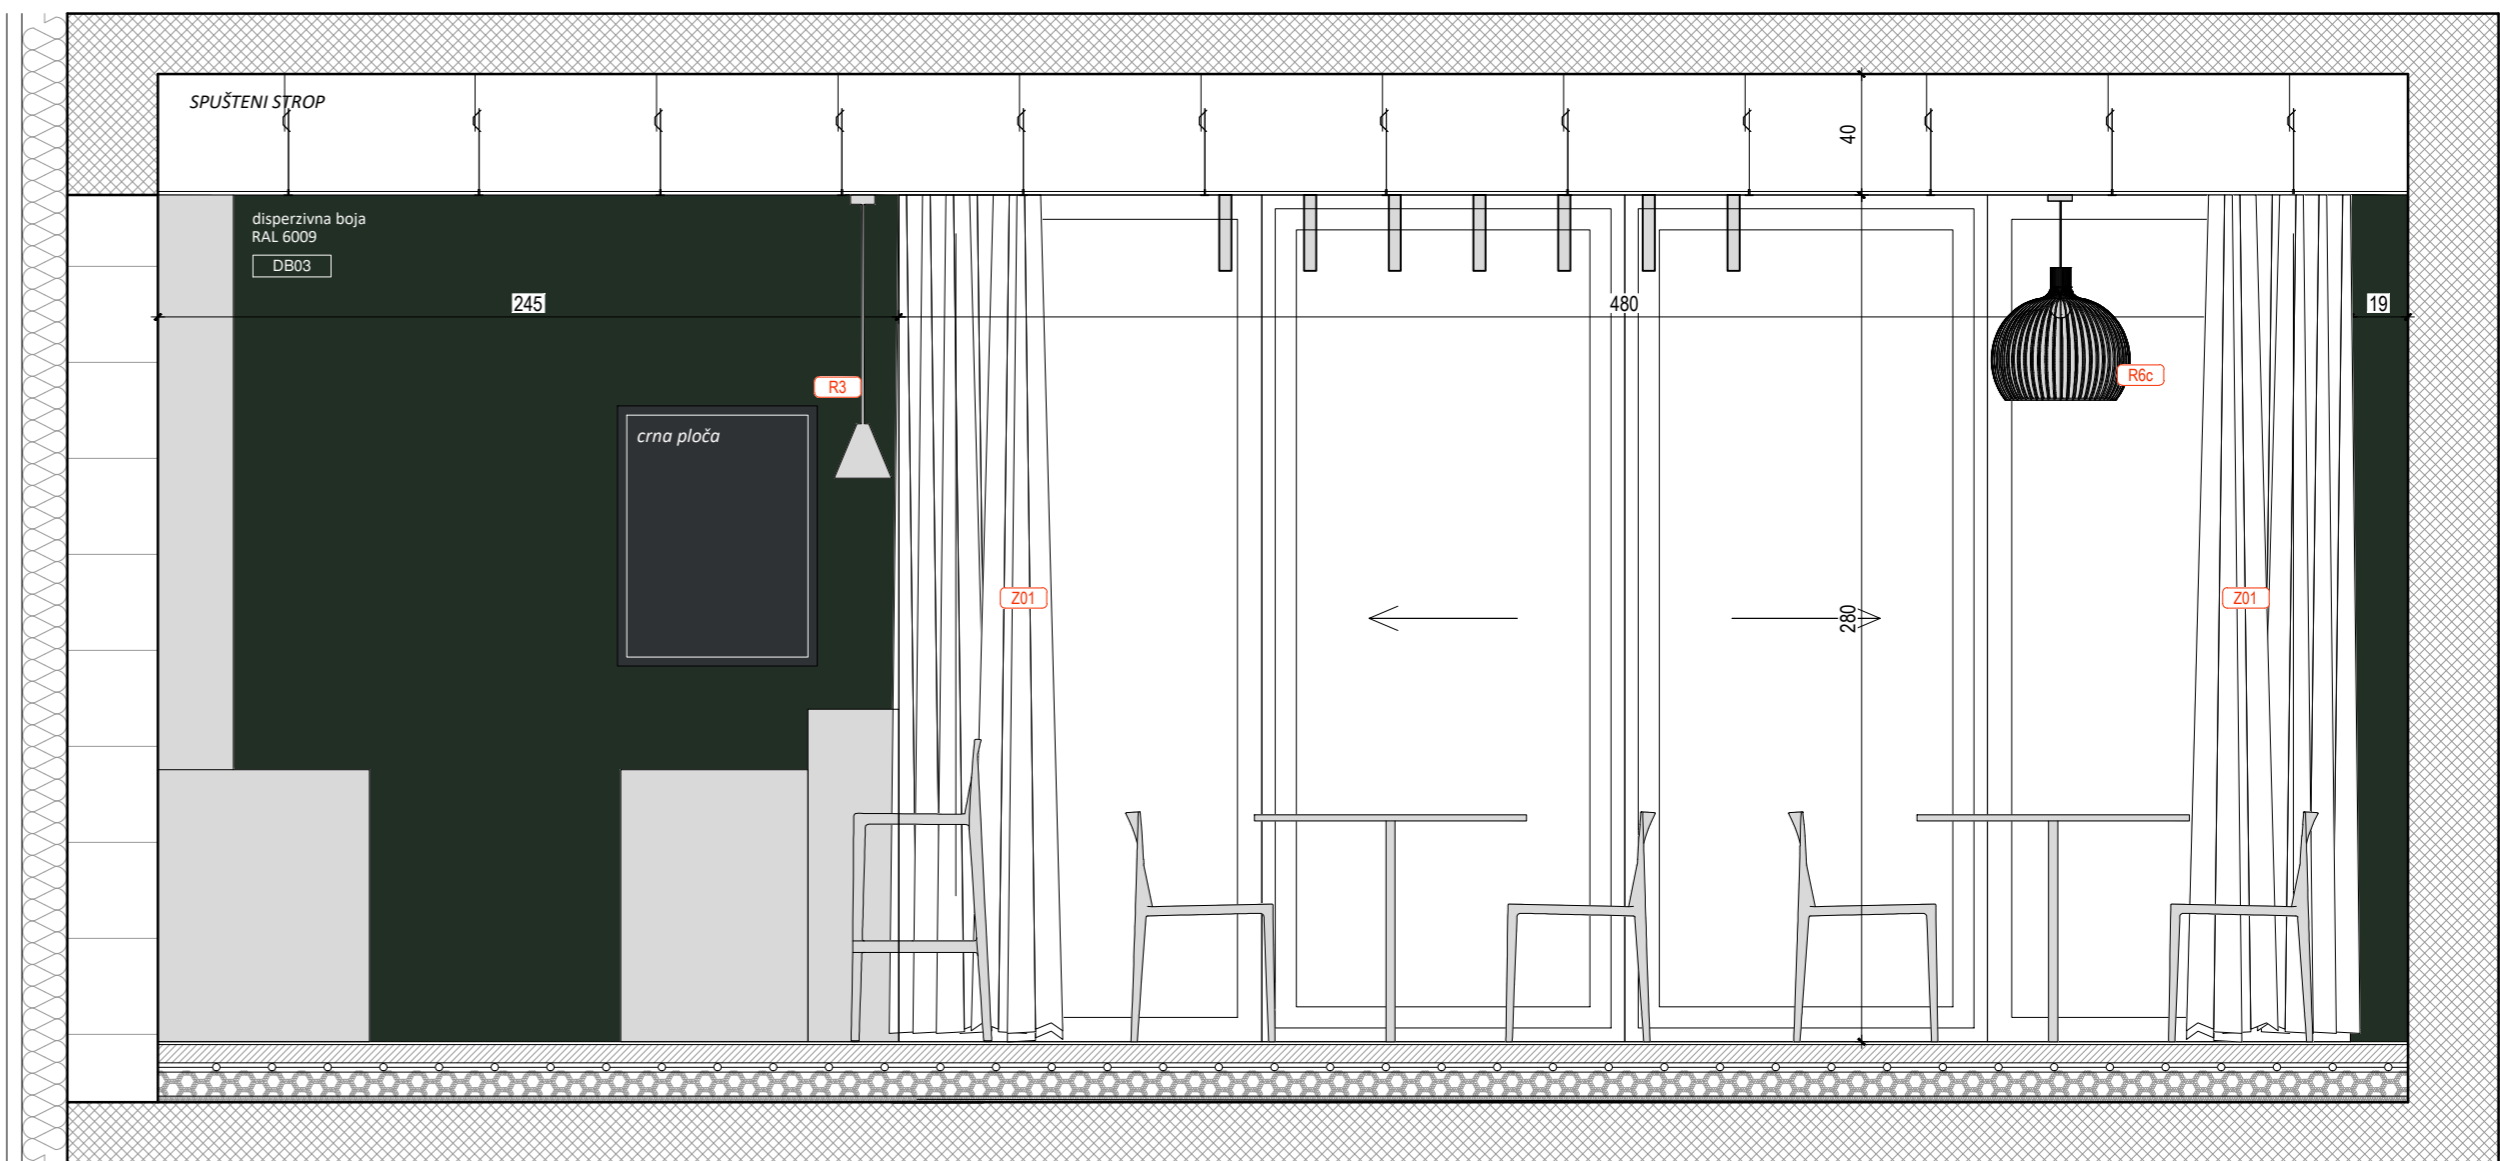 SPUŠTENI STROP
40
disperzivna boja
RAL 6009
DB03
245
480
19
R3
R6c
crna ploča
Z01
Z01
280